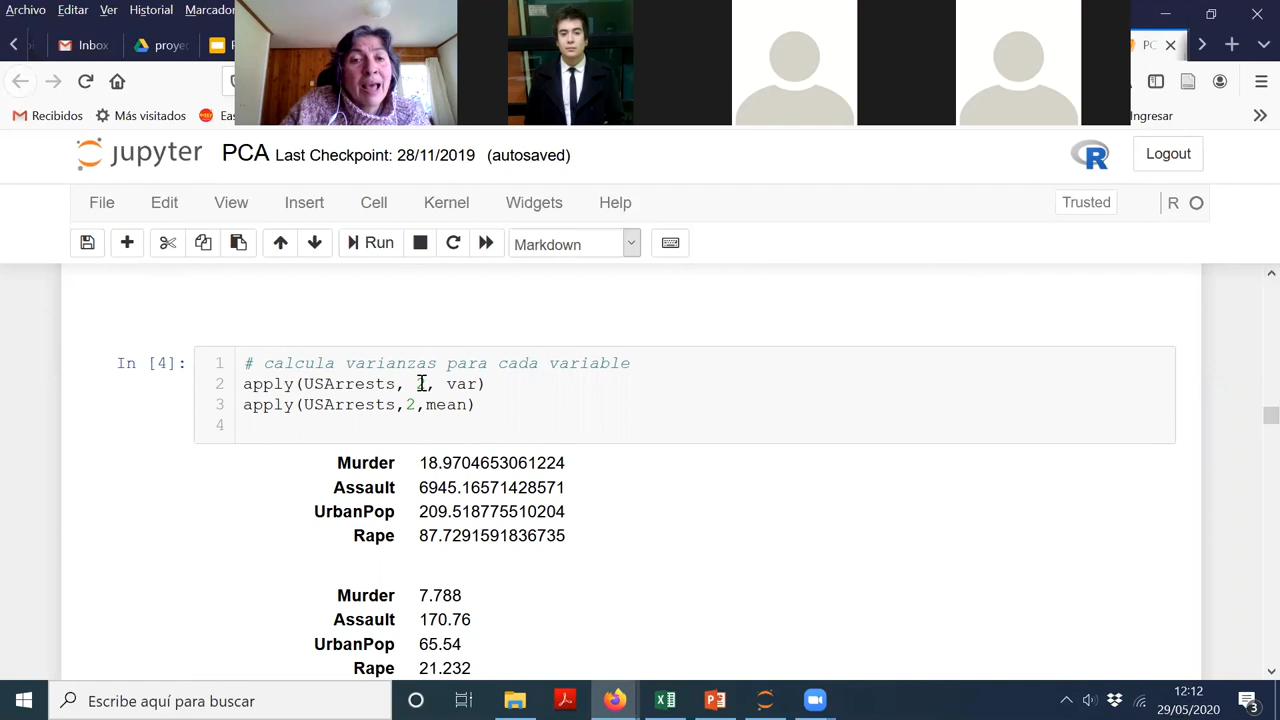 Archivo Editar Ver Historial Marcador
Inbox
proye
PC
Recibidos
Más visitados
Eas
Ingresar
jupyter PCA Last Checkpoint: 28/11/2019 (autosaved)
R
Logout
File Edit View Insert Cell Kernel Widgets Help
Trusted
R
Run
Markdown
In [4]:
1 # calcula varianzas para cada variable
2 apply(USArrests, 2, var)
3 apply(USArrests,2,mean)
4
Murder 18.9704653061224
Assault 6945.16571428571
UrbanPop 209.518775510204
Rape 87.7291591836735
Murder 7.788
Assault 170.76
UrbanPop 65.54
Rape 21.232
Escribe aquí para buscar
12:12
29/05/2020
3